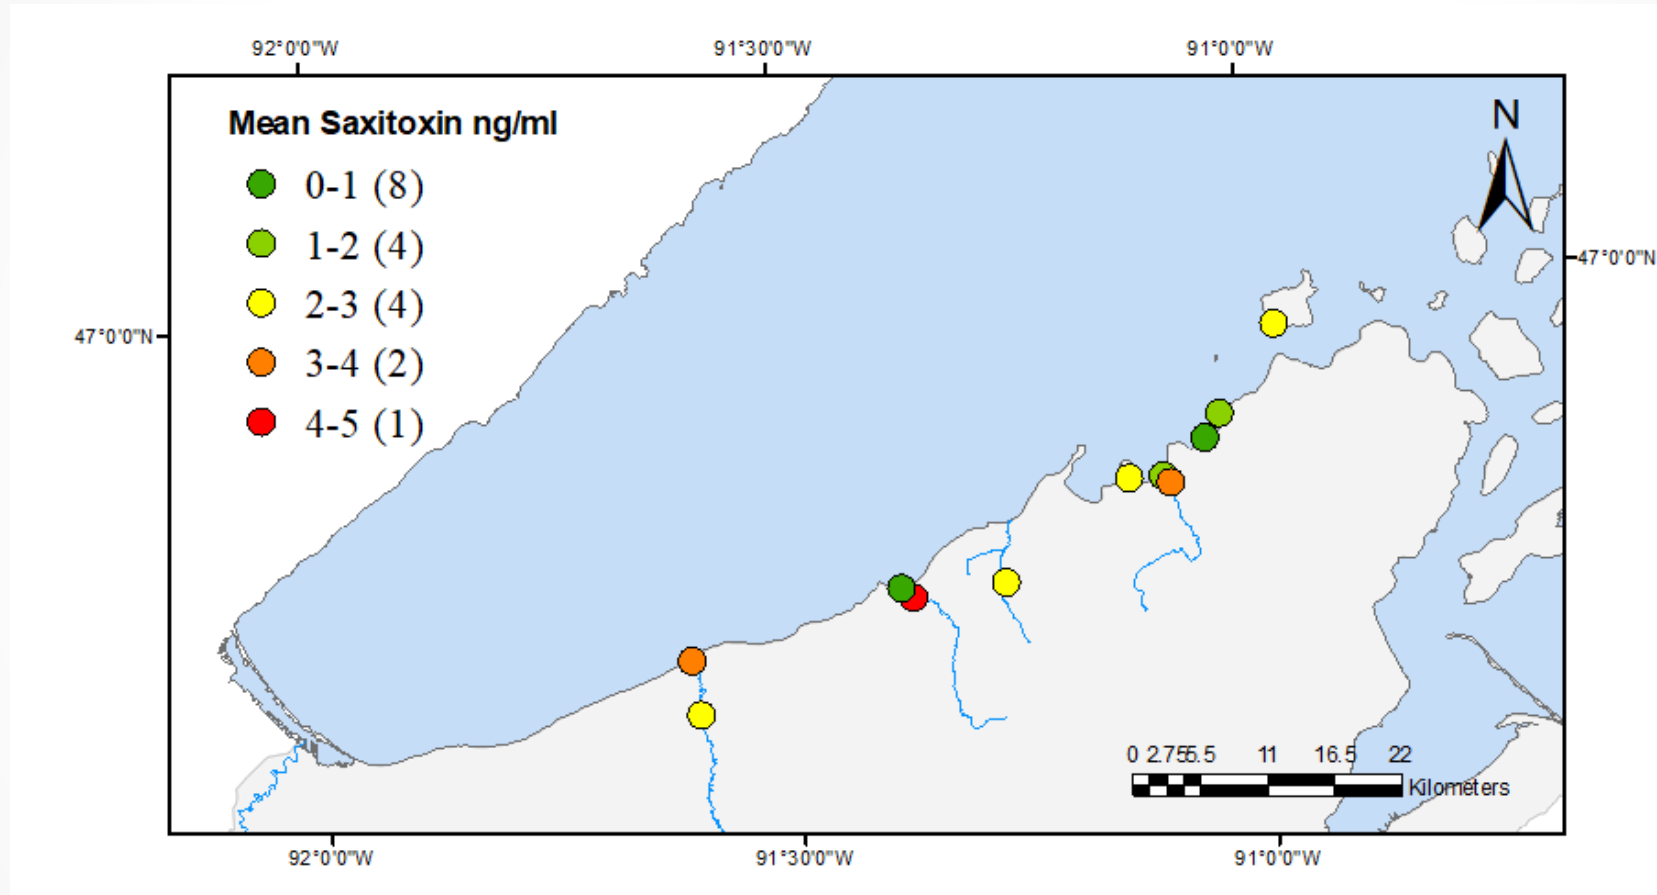 92°0'0"W 91°30'0"W 91°0'0"W
Mean Saxitoxin ng/ml
N
0-1 (8)
1-2 (4)
47°0'0"N
2-3 (4)
47°0'0"N
3-4 (2)
4-5 (1)
0 2.755.5 11 16.5 22
Kilometers
92°0'0"W 91°30'0"W 91°0'0"W